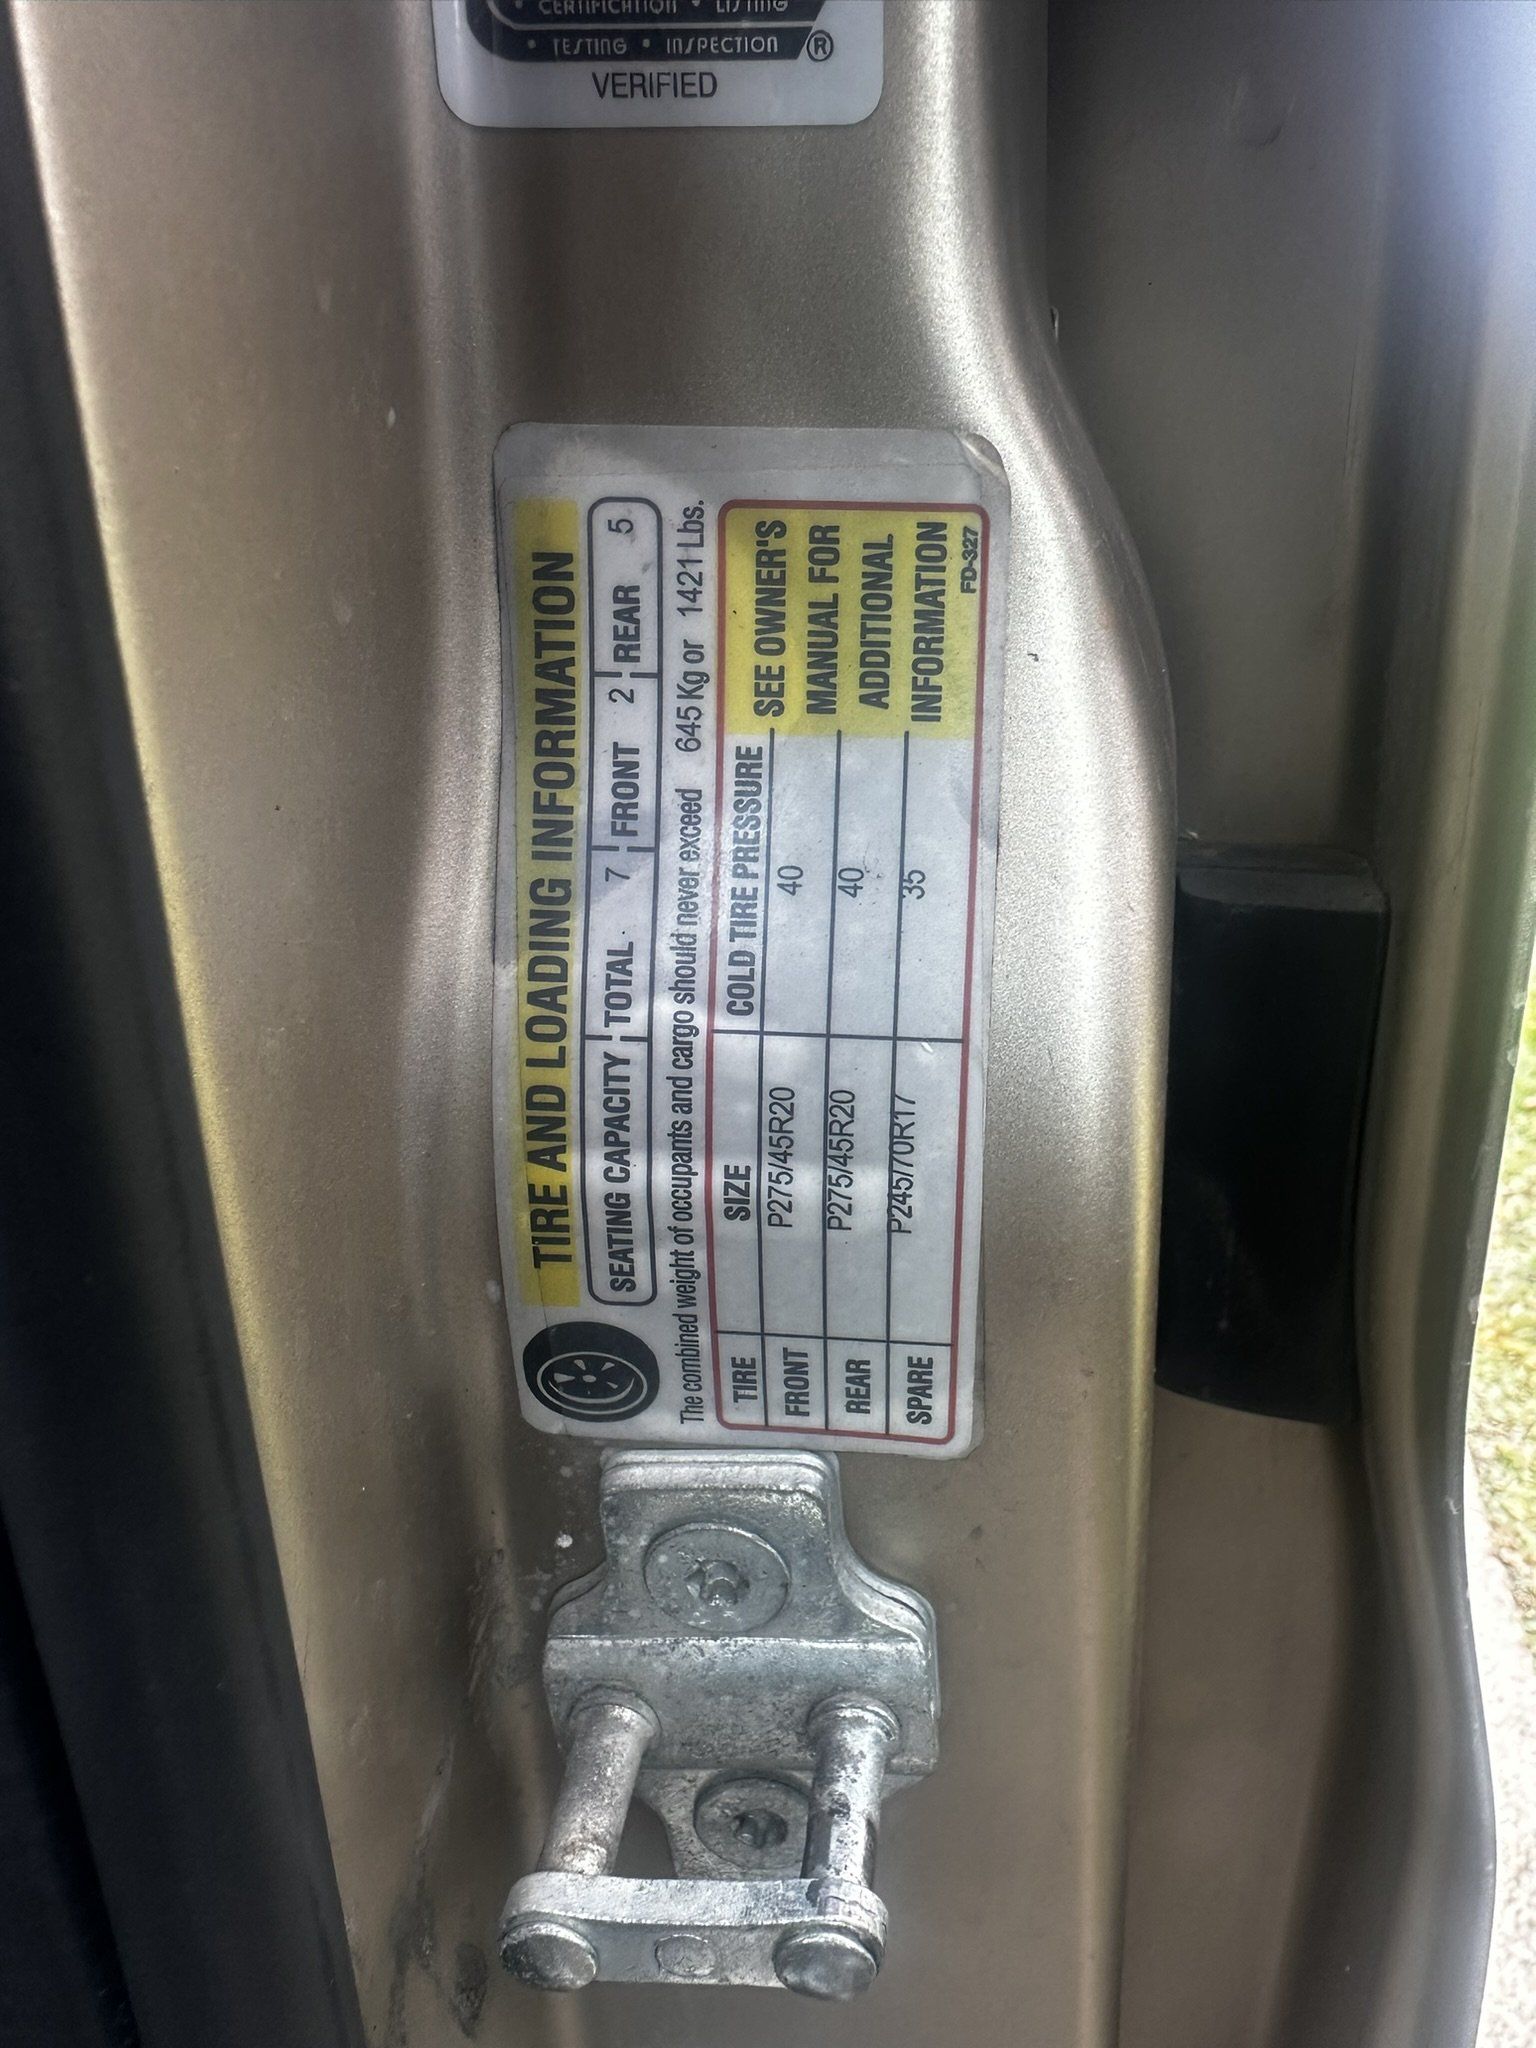 CERTIFICATION • LISTING
• TESTING • INSPECTION ®
VERIFIED
TIRE AND LOADING INFORMATION
SEATING CAPACITY TOTAL 7 FRONT 2 REAR 5
The combined weight of occupants and cargo should never exceed 645 Kg or 1421 Lbs.
TIRE SIZE COLD TIRE PRESSURE
FRONT P275/45R20 40
REAR P275/45R20 40
SPARE P245/70R17 35
SEE OWNER'S
MANUAL FOR
ADDITIONAL
INFORMATION
FD-327